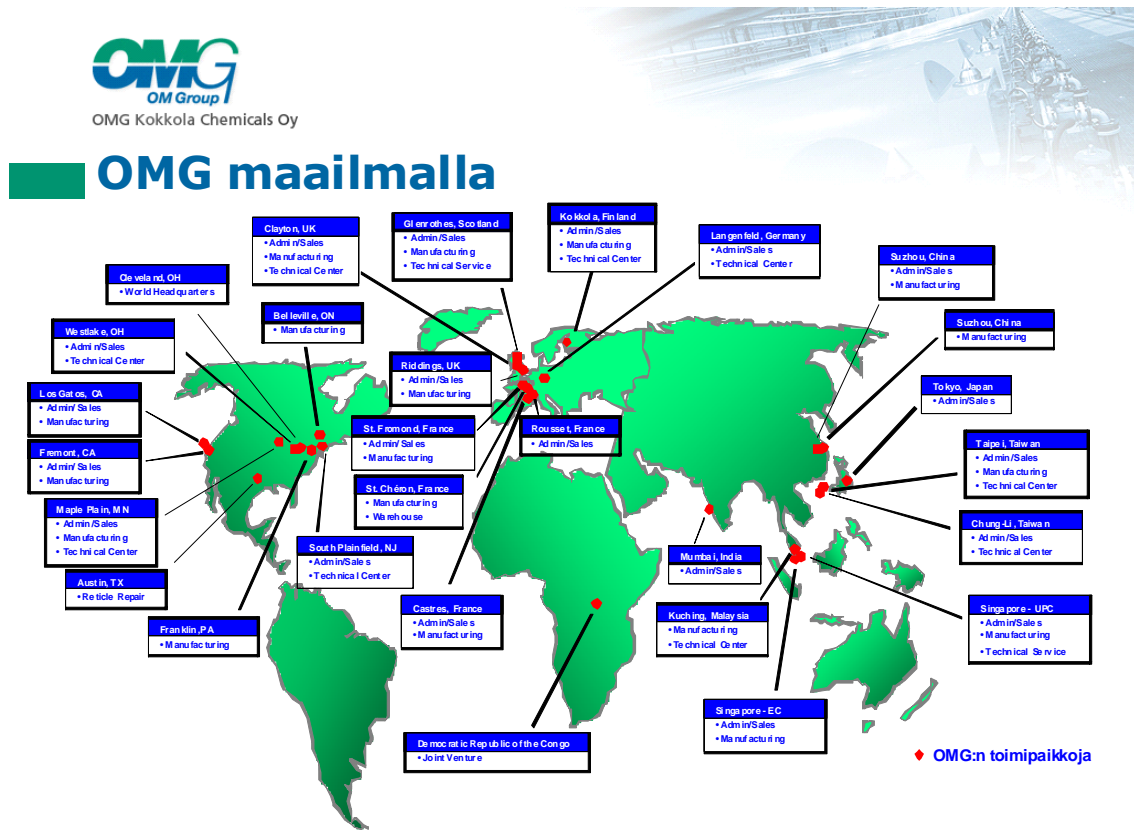 OMG
OM Group
OMG Kokkola Chemicals Oy
OMG maailmalla
Clayton, UK
• Admin/Sales
• Manufacturing
• Technical Center
Glenrothes, Scotland
• Admin/Sales
• Manufacturing
• Technical Service
Kokkola, Finland
• Admin/Sales
• Manufacturing
• Technical Center
Langenfeld, Germany
• Admin/Sales
• Technical Center
Suzhou, China
• Admin/Sales
• Manufacturing
Cleveland, OH
• World Headquarters
Belleville, ON
• Manufacturing
Suzhou, China
• Manufacturing
Westlake, OH
• Admin/Sales
• Technical Center
Riddings, UK
• Admin/Sales
• Manufacturing
Tokyo, Japan
• Admin/Sales
Los Gatos, CA
• Admin/Sales
• Manufacturing
St. Fromond, France
• Admin/Sales
• Manufacturing
Rousset, France
• Admin/Sales
Taipei, Taiwan
• Admin/Sales
• Manufacturing
• Technical Center
Fremont, CA
• Admin/Sales
• Manufacturing
St. Chéron, France
• Manufacturing
• Warehouse
Maple Plain, MN
• Admin/Sales
• Manufacturing
• Technical Center
Chung-Li, Taiwan
• Admin/Sales
• Technical Center
South Plainfield, NJ
• Admin/Sales
• Technical Center
Mumbai, India
• Admin/Sales
Austin, TX
• Reticle Repair
Castres, France
• Admin/Sales
• Manufacturing
Kuching, Malaysia
• Manufacturing
• Technical Center
Singapore - UPC
• Admin/Sales
• Manufacturing
• Technical Service
Franklin, PA
• Manufacturing
Singapore - EC
• Admin/Sales
• Manufacturing
Democratic Republic of the Congo
• Joint Venture
OMG:n toimipaikkoja